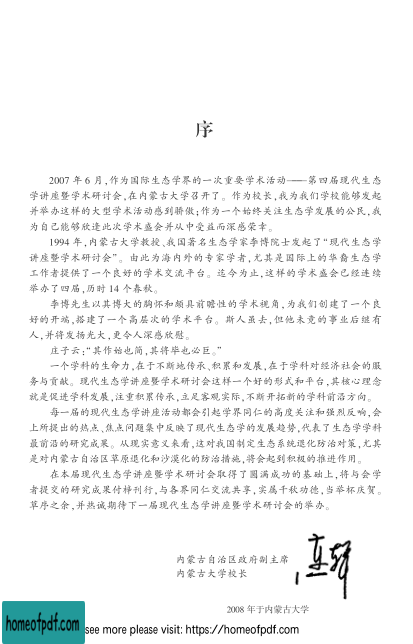 序
2007 年 6 月,作为国际生态学界的一次重要学术活动——第四届现代生态
学讲座暨学术研讨会,在内蒙古大学召开了。作为校长,我为我们学校能够发起
并举办这样的大型学术活动感到骄傲;作为一个始终关注生态学发展的公民,我
为自己能够欣逢此次学术盛会并从中受益而深感荣幸。
1994 年,内蒙古大学教授、我国著名生态学家李博院士发起了“现代生态学
讲座暨学术研讨会”。由此为海内外的专家学者,尤其是国际上的华裔生态学
工作者提供了一个良好的学术交流平台。迄今为止,这样的学术盛会已经连续
举办了四届,历时 14 个春秋。
李博先生以其博大的胸怀和颇具前瞻性的学术视角,为我们创建了一个良
好的开端,搭建了一个高层次的学术平台。斯人虽去,但他未竟的事业后继有
人,并将发扬光大,更令人深感欣慰。
庄子云:“其作始也简,其将毕也必巨。”
一个学科的生命力,在于不断地传承、积累和发展,在于学科对经济社会的服
务与贡献。现代生态学讲座暨学术研讨会这样一个好的形式和平台,其核心理念
就是促进学科发展,注重积累传承,立足客观实际,不断开拓新的学科前沿方向。
每一届的现代生态学讲座活动都会引起学界同仁的高度关注和强烈反响,会
上所提出的热点、焦点问题集中反映了现代生态学的发展趋势,代表了生态学学科
最前沿的研究成果。从现实意义来看,这对我国制定生态系统退化防治对策,尤其
是对内蒙古自治区草原退化和沙漠化的防治措施,将会起到积极的推进作用。
在本届现代生态学讲座暨学术研讨会取得了圆满成功的基础上,将与会学
者提交的研究成果付梓刊行,与各界同仁交流共享,实属千秋功德,当举杯庆贺。
草序之余,并热诚期待下一届现代生态学讲座暨学术研讨会的举办。
内蒙古自治区政府副主席
内蒙古大学校长
2008 年于内蒙古大学
homeofpdf.com
see more please visit: https://homeofpdf.com